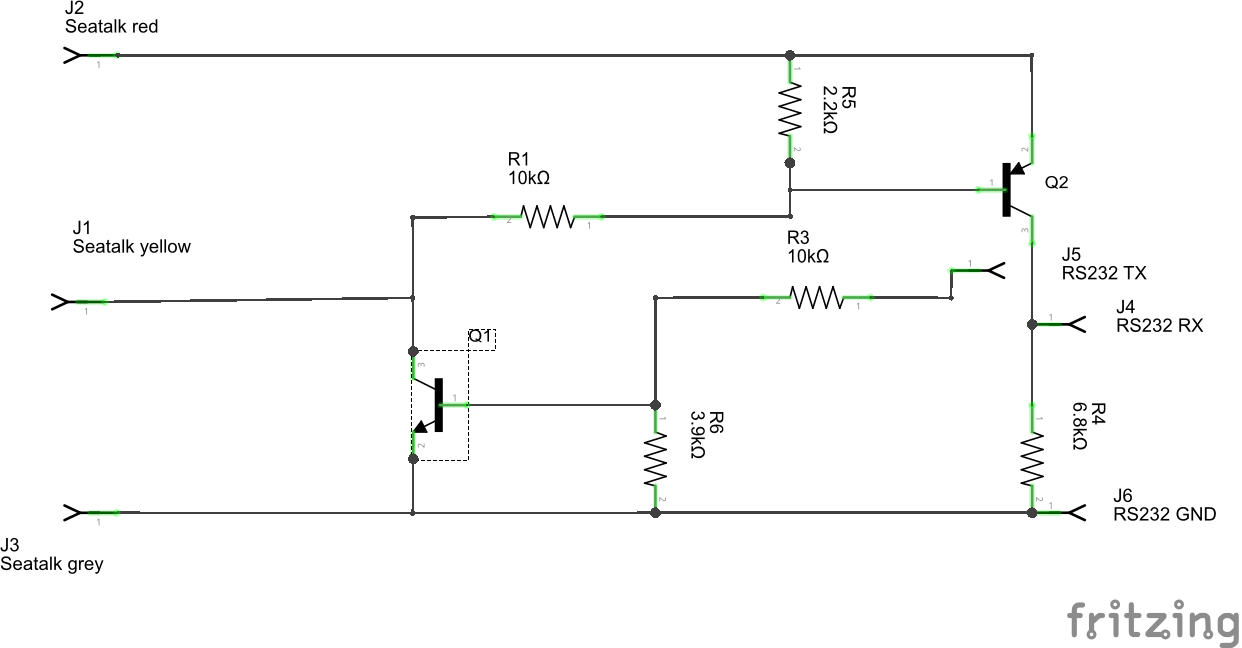 J2
Seatalk red
1
1
R5
2.2kΩ
2
2
R1
10kΩ
1
Q2
2
1
3
J1
Seatalk yellow
1
R3
10kΩ
1
J5
RS232 TX
2
1
J4
RS232 RX
1
Q1
3
1
2
1
R6
3.9kΩ
2
1
R4
6.8kΩ
2
1
J6
RS232 GND
1
J3
Seatalk grey
fritzing